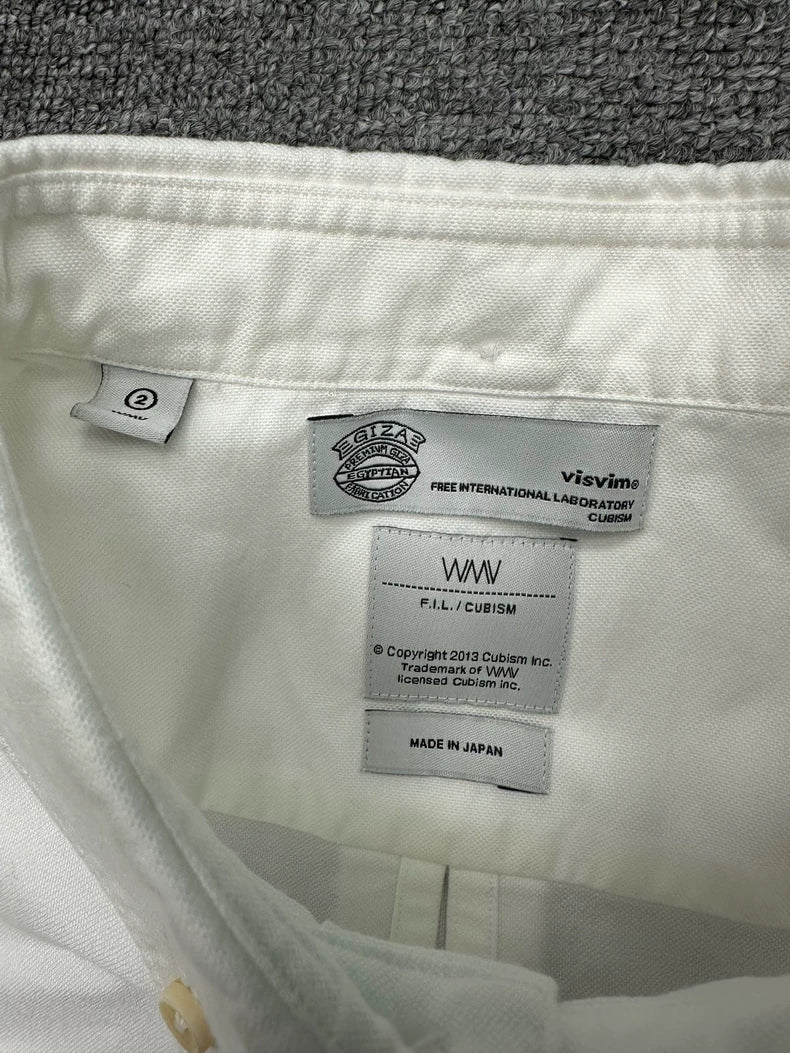 2
WMV
GIZA
PREMIUM GIZA
EGYPTIAN
FABRICATION
visvim®
FREE INTERNATIONAL LABORATORY
CUBISM
WMV
F.I.L. / CUBISM
© Copyright 2013 Cubism Inc.
Trademark of WMV
licensed Cubism inc.
MADE IN JAPAN